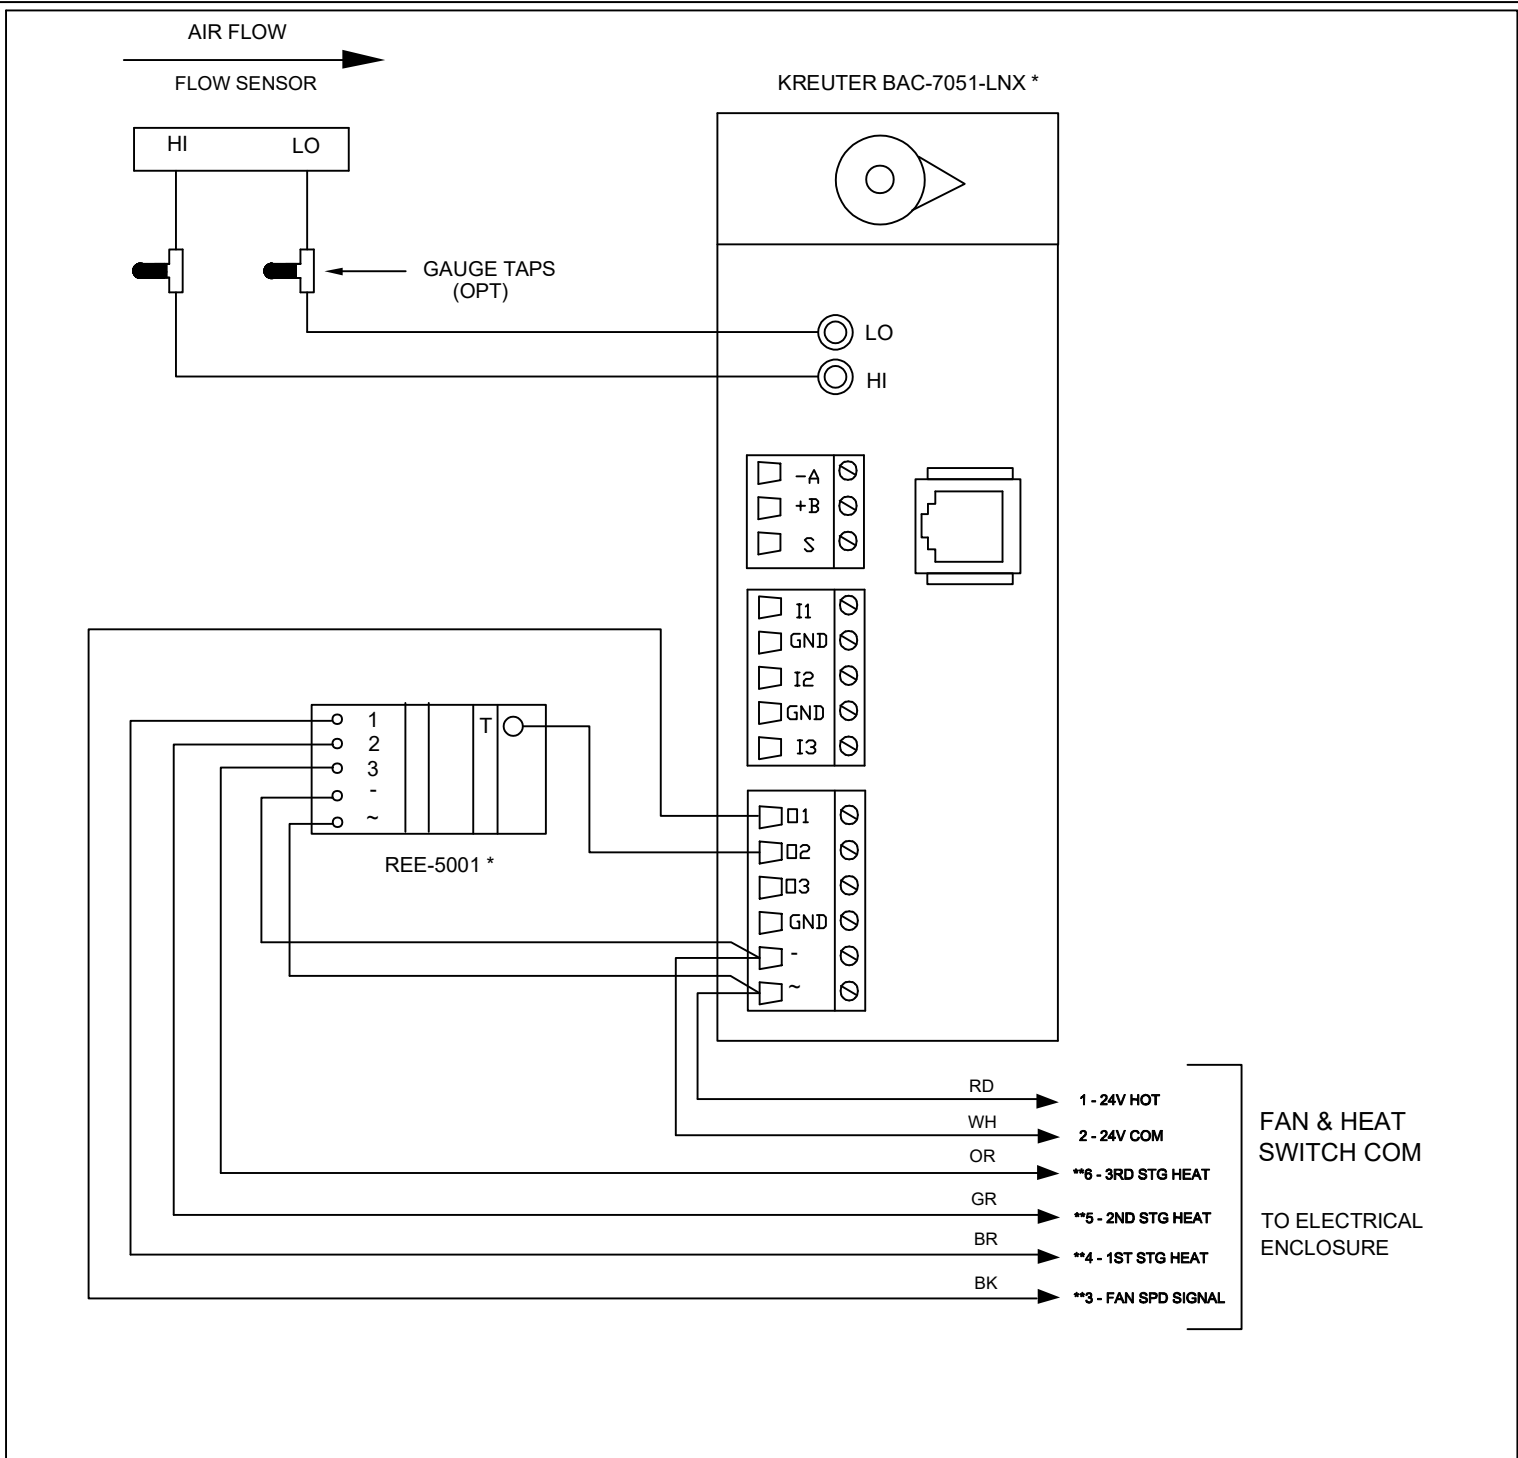 AIR FLOW
FLOW SENSOR
KREUTER BAC-7051-LNX *
HI
LO
GAUGE TAPS
(OPT)
LO
HI
-A
+B
S
I1
GND
I2
GND
I3
1
2
3
-
~
T
REE-5001 *
O1
O2
O3
GND
-
~
RD
1 - 24V HOT
WH
2 - 24V COM
OR
**6 - 3RD STG HEAT
GR
**5 - 2ND STG HEAT
BR
**4 - 1ST STG HEAT
BK
**3 - FAN SPD SIGNAL
FAN & HEAT
SWITCH COM
TO ELECTRICAL
ENCLOSURE